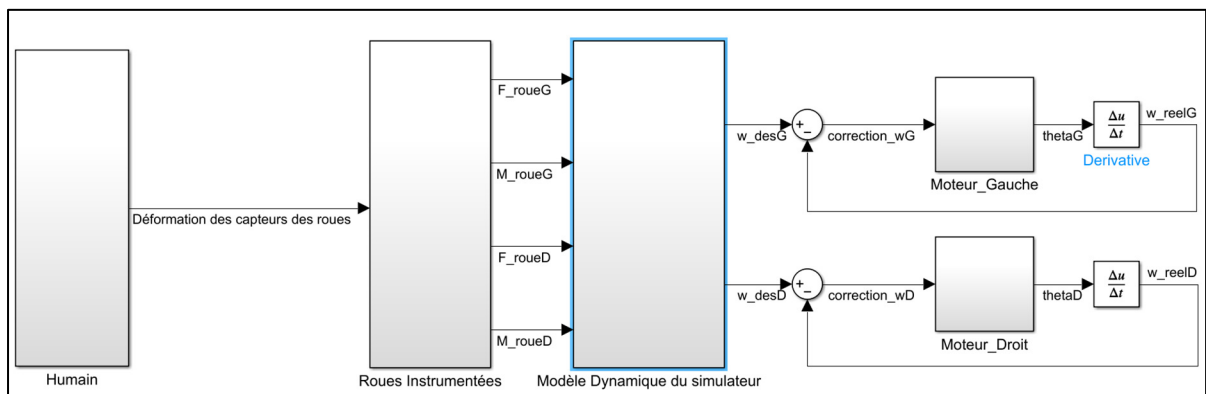 Humain
Déformation des capteurs des roues
Roues Instrumentées
F_roueG
M_roueG
F_roueD
M_roueD
Modèle Dynamique du simulateur
w_desG
+
−
correction_wG
Moteur_Gauche
thetaG
Δu
Δt
Derivative
w_reelG
w_desD
+
−
correction_wD
Moteur_Droit
thetaD
Δu
Δt
w_reelD